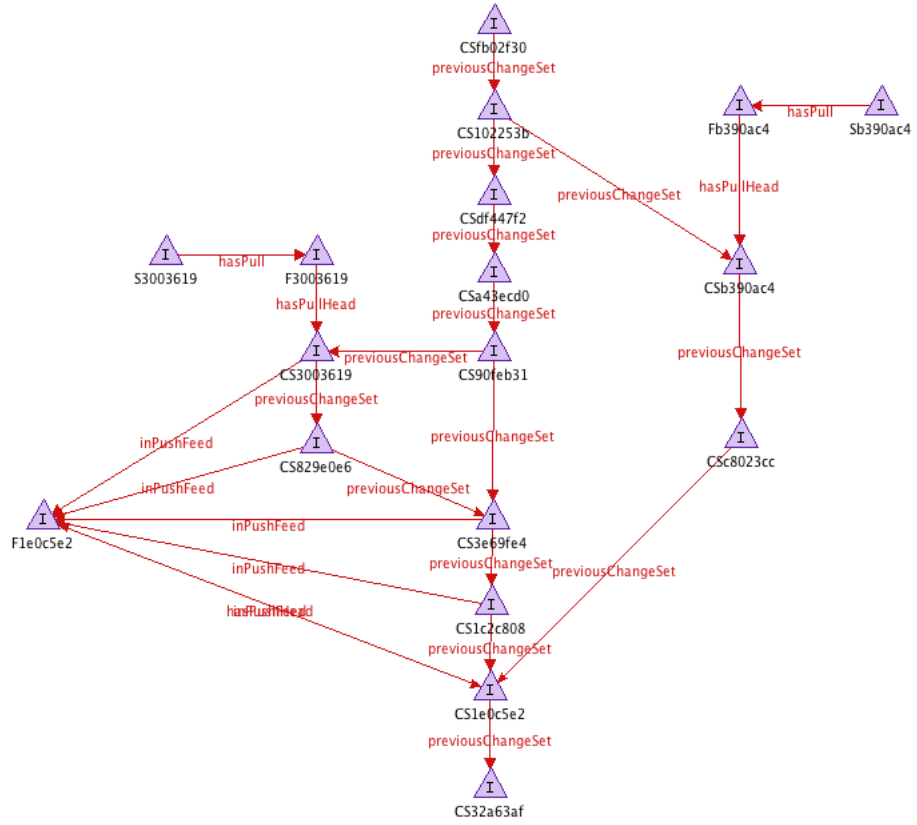 I
CSfb02f30
previousChangeSet
I
CS102253b
I
Fb390ac4
hasPull
I
Sb390ac4
previousChangeSet
I
CSdf447f2
previousChangeSet
hasPullHead
previousChangeSet
I
S3003619
hasPull
I
F3003619
I
CSa43ecd0
I
CSb390ac4
hasPullHead
previousChangeSet
I
CS3003619
previousChangeSet
I
CS90feb31
previousChangeSet
previousChangeSet
inPushFeed
I
CS829e0e6
previousChangeSet
I
CSc8023cc
inPushFeed
previousChangeSet
I
F1e0c5e2
inPushFeed
I
CS3e69fe4
inPushFeed
previousChangeSet
previousChangeSet
inPushFeed
I
CS1c2c808
previousChangeSet
I
CS1e0c5e2
previousChangeSet
I
CS32a63af